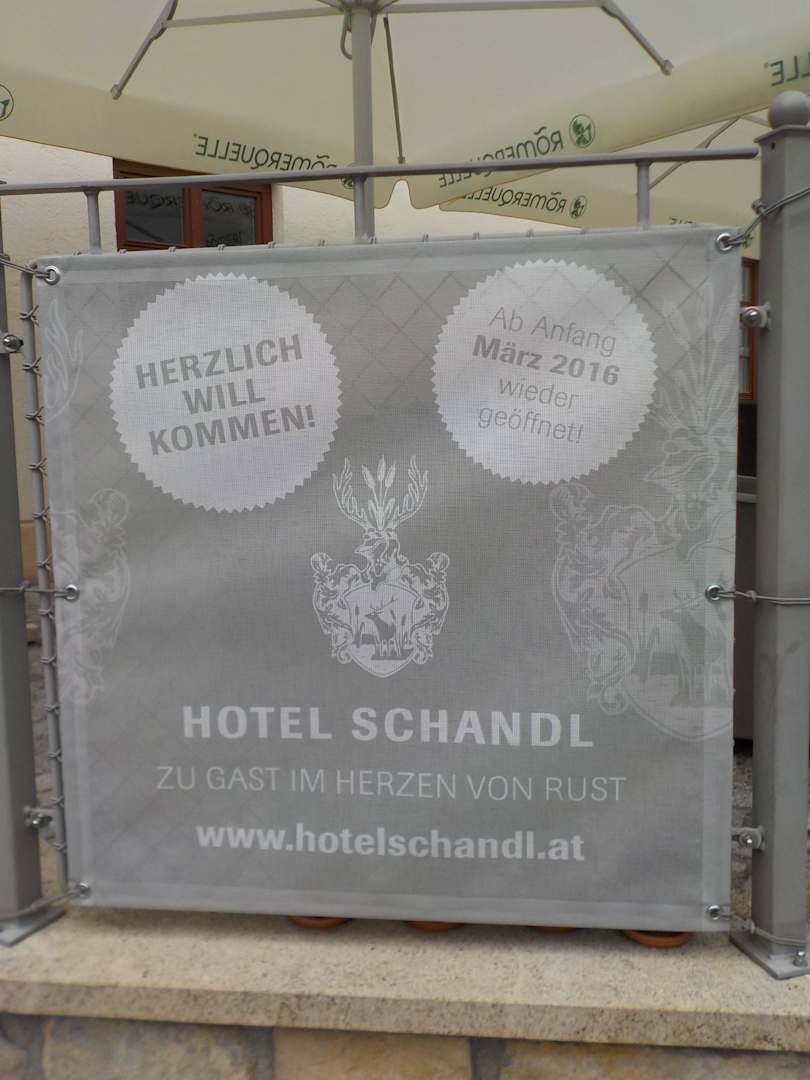 RÖMERQUELLE®
RÖMERQUELLE
RÖMERQUELLE
HERZLICH
WILL
KOMMEN!
Ab Anfang
März 2016
wieder
geöffnet!
HOTEL SCHANDL
ZU GAST IM HERZEN VON RUST
www.hotelschandl.at